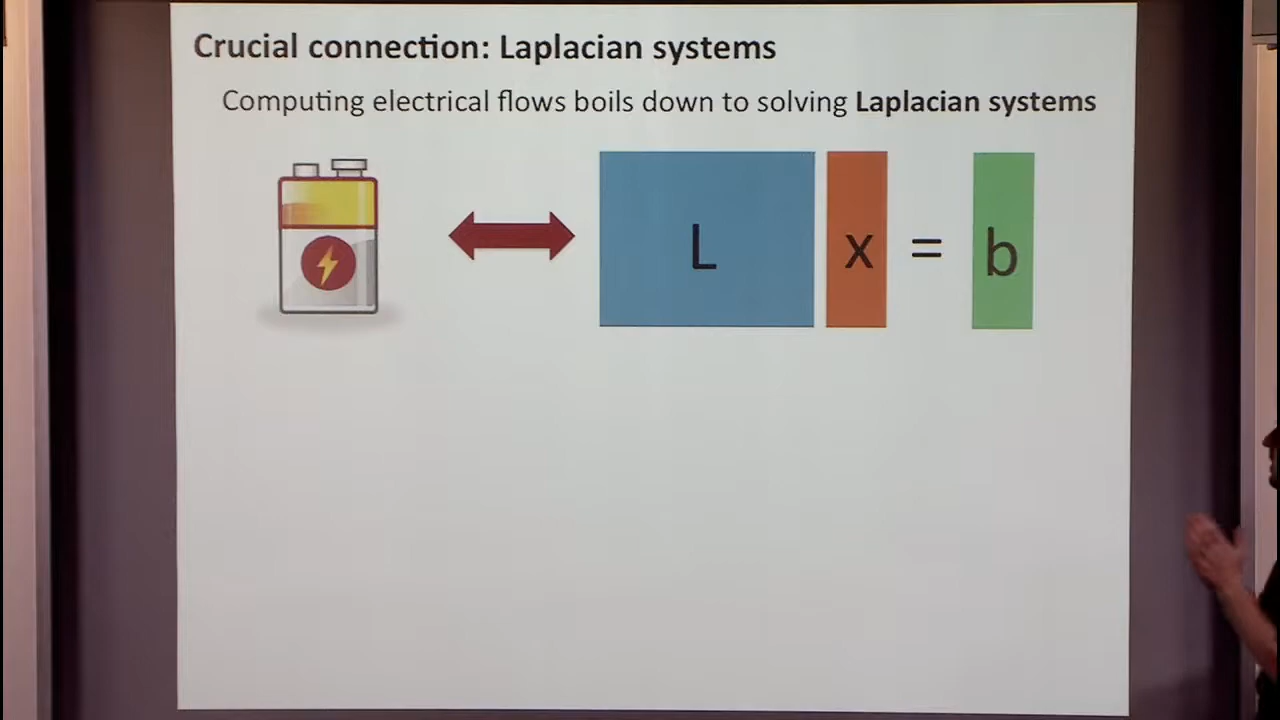 Crucial connection: Laplacian systems
Computing electrical flows boils down to solving Laplacian systems
L x = b